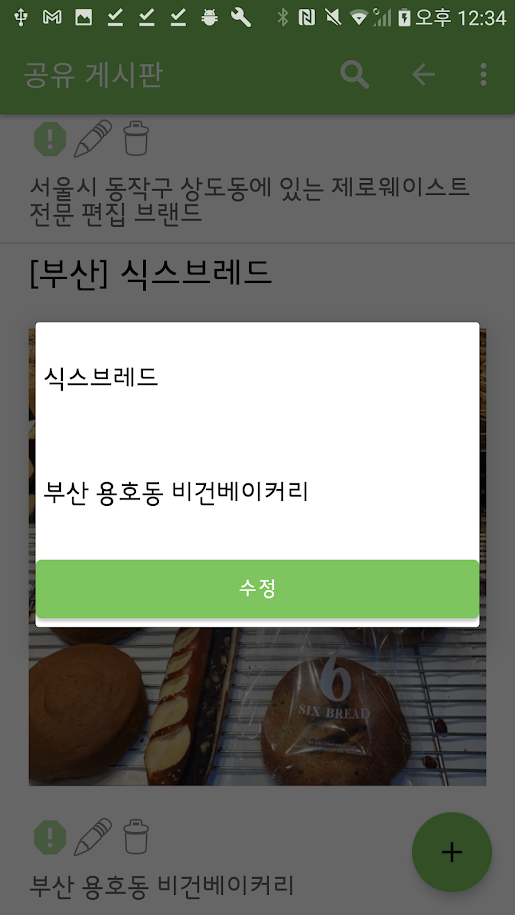 오후 12:34
공유 게시판
서울시 동작구 상도동에 있는 제로웨이스트
전문 편집 브랜드
[부산] 식스브레드
식스브레드
부산 용호동 비건베이커리
수정
6
SIX BREAD
부산 용호동 비건베이커리